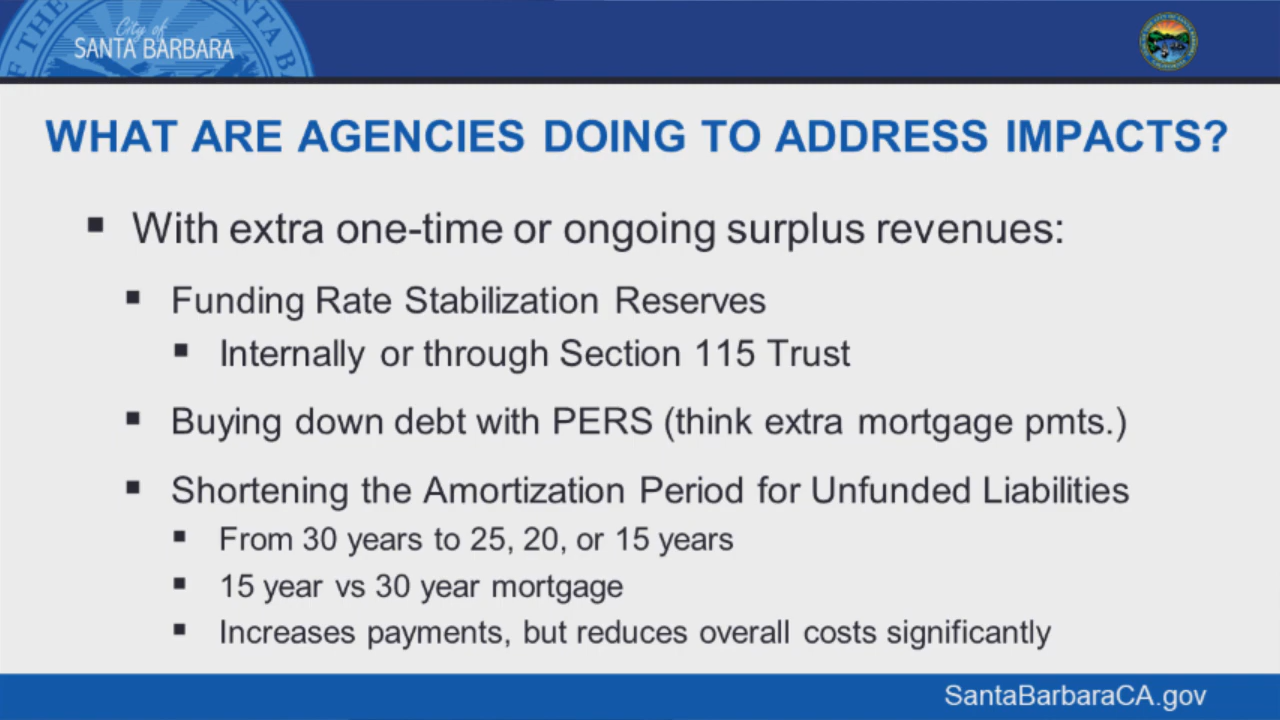 City of
SANTA BARBARA
WHAT ARE AGENCIES DOING TO ADDRESS IMPACTS?
With extra one-time or ongoing surplus revenues:
Funding Rate Stabilization Reserves
Internally or through Section 115 Trust
Buying down debt with PERS (think extra mortgage pmts.)
Shortening the Amortization Period for Unfunded Liabilities
From 30 years to 25, 20, or 15 years
15 year vs 30 year mortgage
Increases payments, but reduces overall costs significantly
SantaBarbaraCA.gov